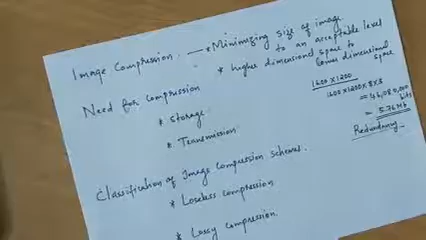 Image Compression. — * Minimizing size of image
to an acceptable level
* higher dimensional space to
lower dimensional
space
Need for compression
* Storage
* Transmission
1600 X 1200
1600 X 1200 X 8 X 3
= 46,080,000
bits
= 5.76 Mb
Redundancy
Classification of Image compression schemes.
* Lossless compression
* Lossy compression.